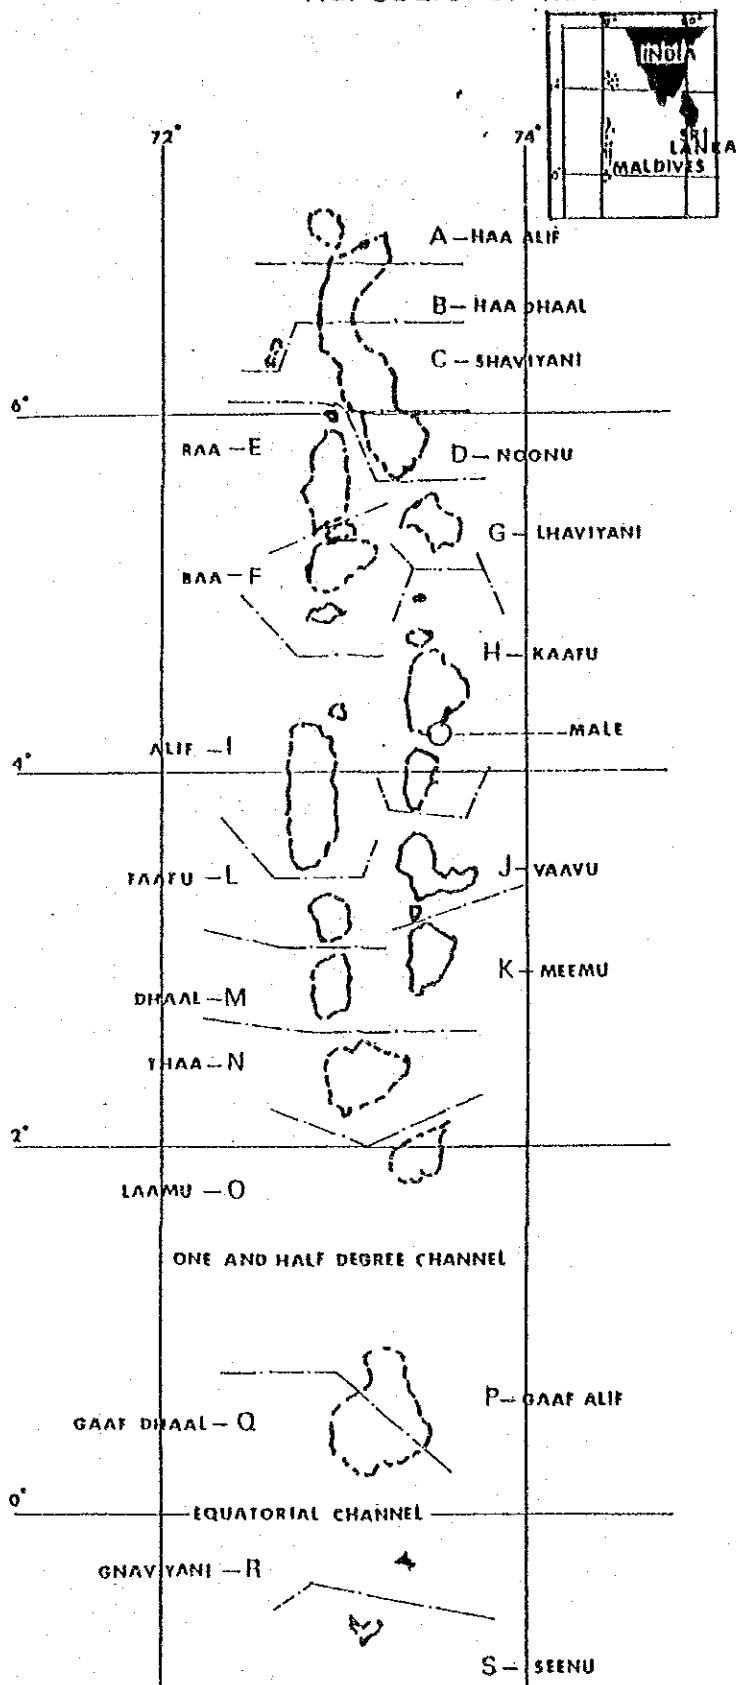 INDIA
SRI
LANKA
MALDIVES
72°
74°
A – HAA ALIF
B – HAA DHAAL
C – SHAVIYANI
6°
RAA – E
D – NOONU
G – LHAVIYANI
BAA – F
H – KAAFU
MALE
ALIF – I
4°
FAAFU – L
J – VAAVU
K – MEEMU
DHAAL – M
THAA – N
2°
LAAMU – O
ONE AND HALF DEGREE CHANNEL
P – GAAF ALIF
GAAF DHAAL – Q
0°
EQUATORIAL CHANNEL
GNAVIYANI – R
S – SEENU